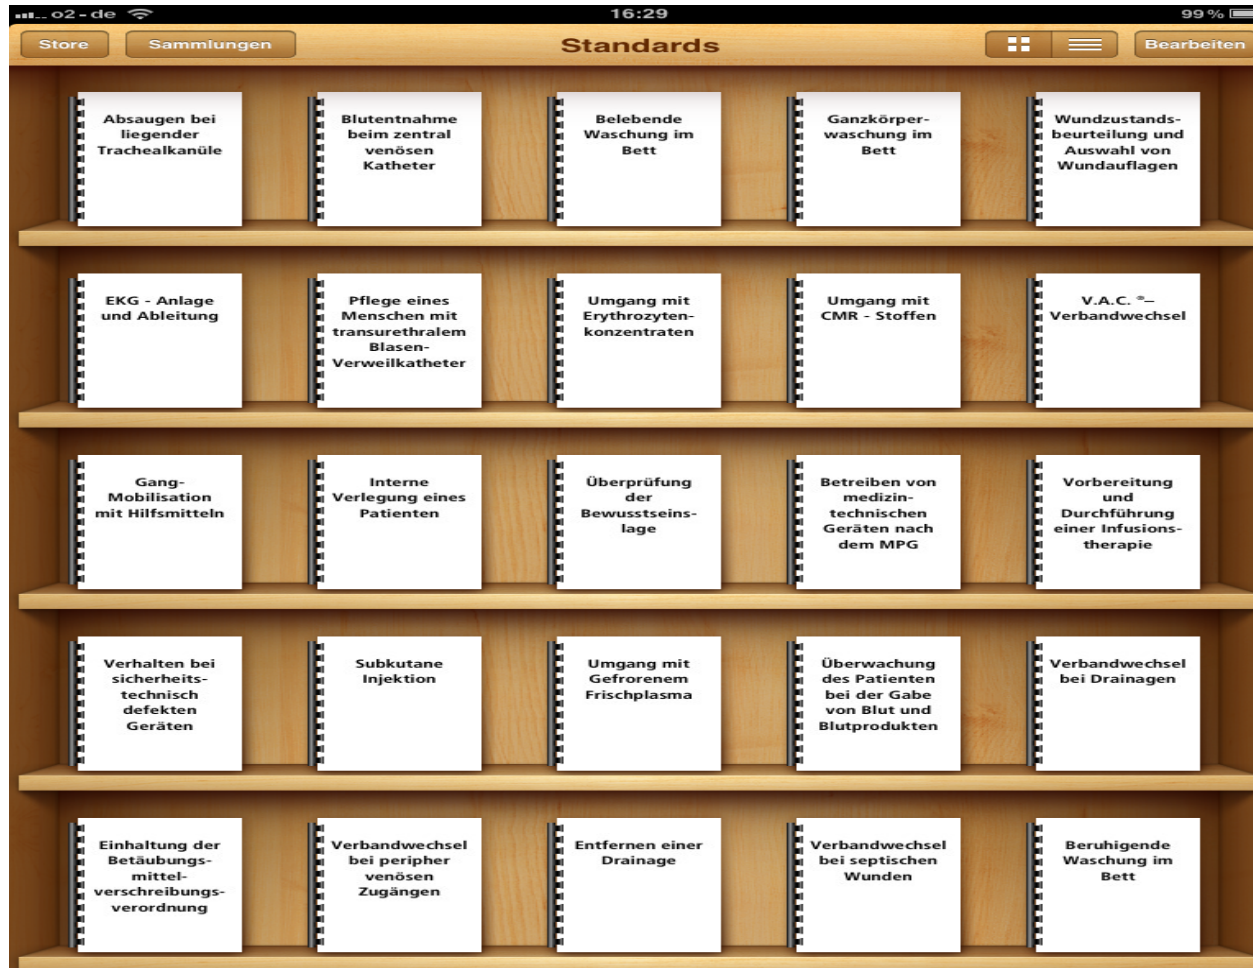 o2-de
16:29
99 %
Store
Sammlungen
Standards
Bearbeiten
Absaugen bei
liegender
Trachealkanüle
Blutentnahme
beim zentral
venösen
Katheter
Belebende
Waschung im
Bett
Ganzkörper-
waschung im
Bett
Wundzustands-
beurteilung und
Auswahl von
Wundauflagen
EKG - Anlage
und Ableitung
Pflege eines
Menschen mit
transurethralem
Blasen-
Verweilkatheter
Umgang mit
Erythrozyten-
konzentraten
Umgang mit
CMR - Stoffen
V.A.C. ®–
Verbandwechsel
Gang-
Mobilisation
mit Hilfsmitteln
Interne
Verlegung eines
Patienten
Überprüfung
der
Bewusstseins-
lage
Betreiben von
medizin-
technischen
Geräten nach
dem MPG
Vorbereitung
und
Durchführung
einer Infusions-
therapie
Verhalten bei
sicherheits-
technisch
defekten
Geräten
Subkutane
Injektion
Umgang mit
Gefrorenem
Frischplasma
Überwachung
des Patienten
bei der Gabe
von Blut und
Blutprodukten
Verbandwechsel
bei Drainagen
Einhaltung der
Betäubungs-
mittel-
verschreibungs-
verordnung
Verbandwechsel
bei peripher
venösen
Zugängen
Entfernen einer
Drainage
Verbandwechsel
bei septischen
Wunden
Beruhigende
Waschung im
Bett